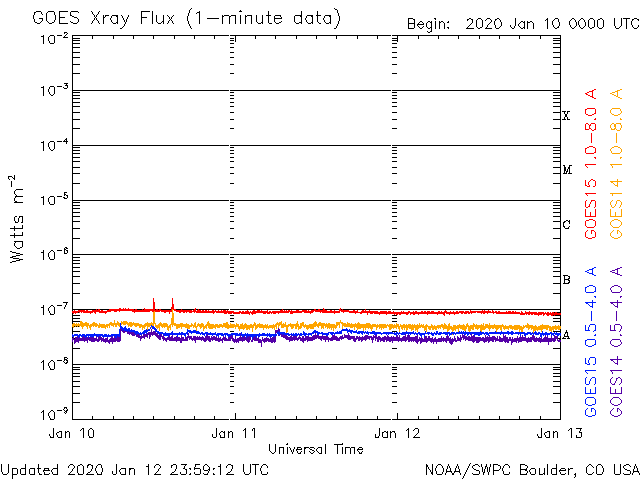 GOES Xray Flux (1-minute data)
Begin: 2020 Jan 10 0000 UTC
10-2
10-3
10-4
10-5
10-6
10-7
10-8
10-9
Watts m-2
X
M
C
B
A
GOES15 1.0-8.0 A
GOES14 1.0-8.0 A
GOES15 0.5-4.0 A
GOES14 0.5-4.0 A
Jan 10
Jan 11
Jan 12
Jan 13
Universal Time
Updated 2020 Jan 12 23:59:12 UTC
NOAA/SWPC Boulder, CO USA